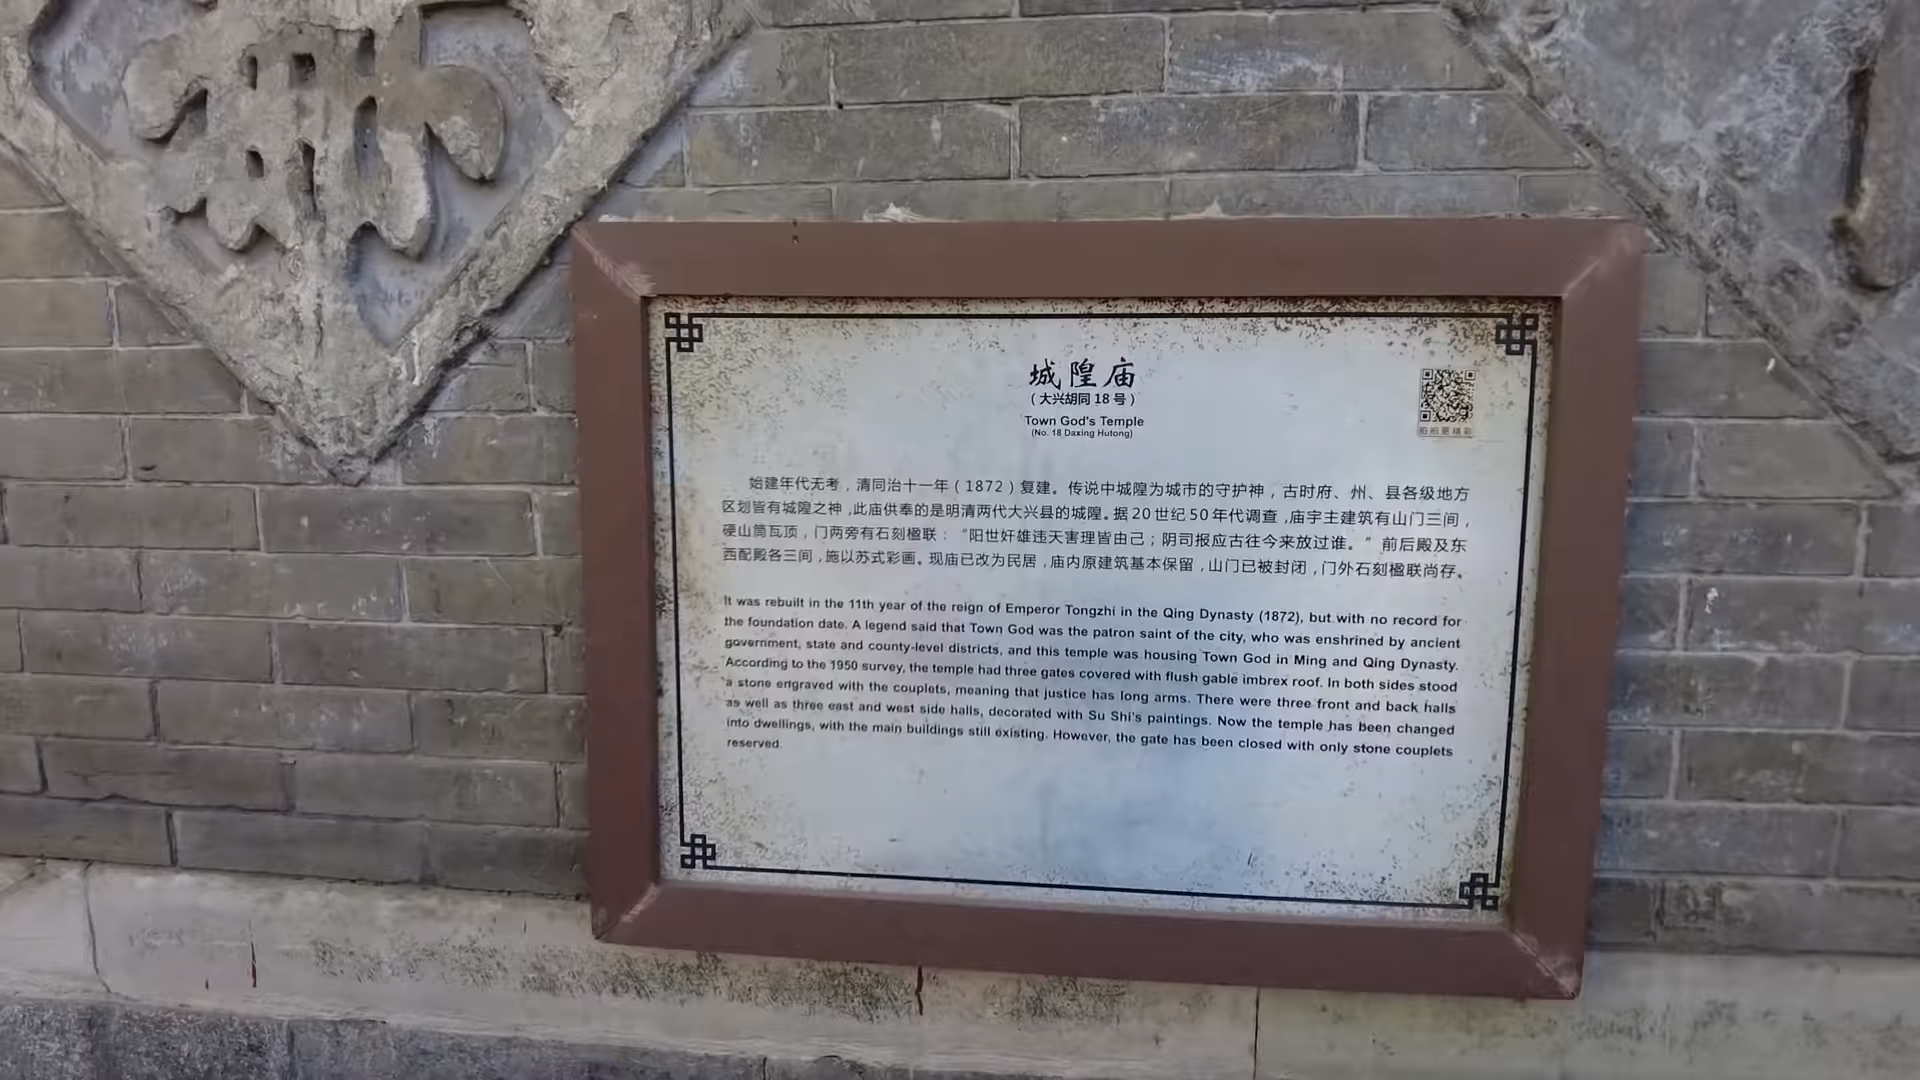 城隍庙
（大兴胡同 18 号）
Town God's Temple
(No. 18 Daxing Hutong)
拍拍更精彩
始建年代无考，清同治十一年（1872）复建。传说中城隍为城市的守护神，古时府、州、县各级地方
区划皆有城隍之神，此庙供奉的是明清两代大兴县的城隍。据 20 世纪 50 年代调查，庙宇主建筑有山门三间，
硬山筒瓦顶，门两旁有石刻楹联：“阳世奸雄违天害理皆由己；阴司报应古往今来放过谁。”前后殿及东
西配殿各三间，施以苏式彩画。现庙已改为民居，庙内原建筑基本保留，山门已被封闭，门外石刻楹联尚存。
It was rebuilt in the 11th year of the reign of Emperor Tongzhi in the Qing Dynasty (1872), but with no record for
the foundation date. A legend said that Town God was the patron saint of the city, who was enshrined by ancient
government, state and county-level districts, and this temple was housing Town God in Ming and Qing Dynasty.
According to the 1950 survey, the temple had three gates covered with flush gable imbrex roof. In both sides stood
a stone engraved with the couplets, meaning that justice has long arms. There were three front and back halls
as well as three east and west side halls, decorated with Su Shi's paintings. Now the temple has been changed
into dwellings, with the main buildings still existing. However, the gate has been closed with only stone couplets
reserved.